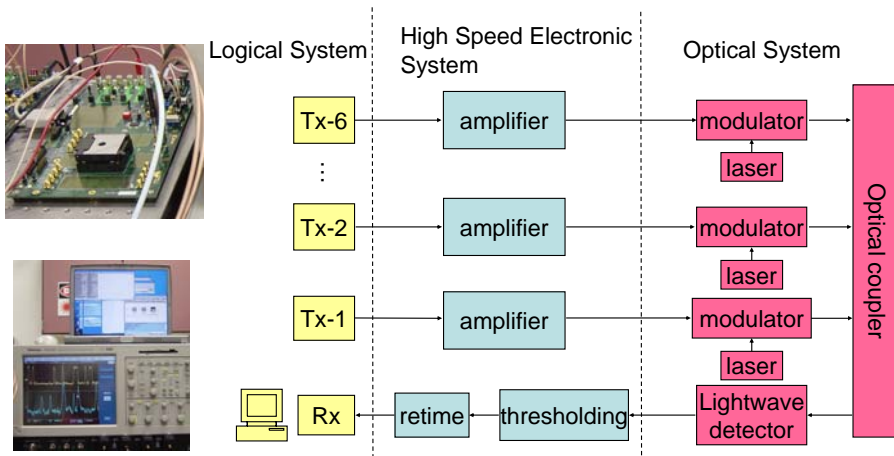 Logical System
High Speed Electronic
System
Optical System
Tx-6
amplifier
modulator
laser
⋮
Tx-2
amplifier
modulator
laser
Tx-1
amplifier
modulator
laser
Rx
retime
thresholding
Lightwave
detector
Optical coupler